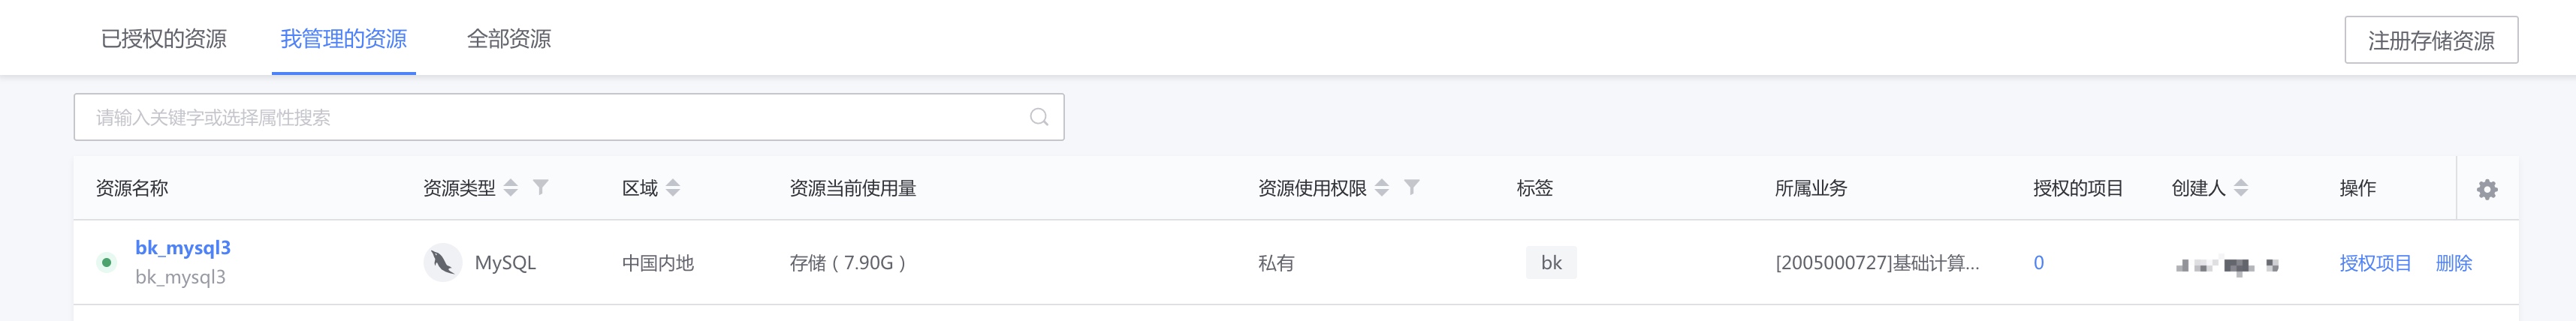 已授权的资源 我管理的资源 全部资源 注册存储资源
请输入关键字或选择属性搜索
资源名称 资源类型 区域 资源当前使用量 资源使用权限 标签 所属业务 授权的项目 创建人 操作
bk_mysql3
bk_mysql3
MySQL 中国内地 存储（7.90G） 私有 bk [2005000727]基础计算... 0 授权项目 删除